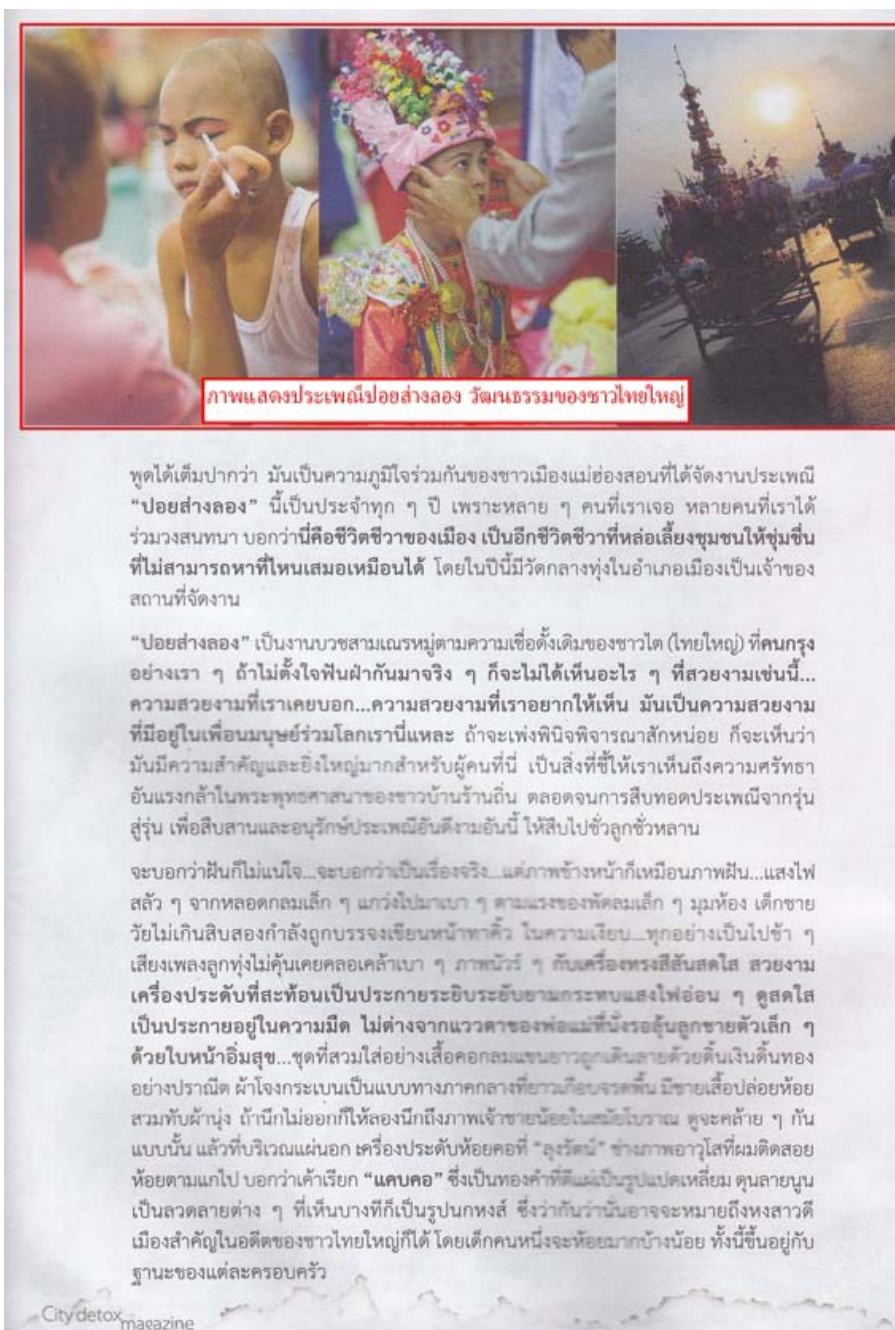 ภาพแสดงประเพณีปอยส่างลอง วัฒนธรรมของชาวไทยใหญ่
พูดได้เต็มปากว่า มันเป็นความภูมิใจร่วมกันของชาวเมืองแม่ฮ่องสอนที่ได้จัดงานประเพณี
“ปอยส่างลอง” นี้เป็นประจำทุก ๆ ปี เพราะหลาย ๆ คนที่เราเจอ หลายคนที่เราได้
ร่วมวงสนทนา บอกว่านี่คือชีวิตชีวาของเมือง เป็นอีกชีวิตชีวาที่หล่อเลี้ยงชุมชนให้ชุ่มชื่น
ที่ไม่สามารถหาที่ไหนเสมอเหมือนได้ โดยในปีนี้มีวัดกลางทุ่งในอำเภอเมืองเป็นเจ้าของ
สถานที่จัดงาน
“ปอยส่างลอง” เป็นงานบวชสามเณรหมู่ตามความเชื่อดั้งเดิมของชาวไต (ไทยใหญ่) ที่คนกรุง
อย่างเรา ๆ ถ้าไม่ตั้งใจฟันฝ่ากันมาจริง ๆ ก็จะไม่ได้เห็นอะไร ๆ ที่สวยงามเช่นนี้...
ความสวยงามที่เราเคยบอก...ความสวยงามที่เราอยากให้เห็น มันเป็นความสวยงาม
ที่มีอยู่ในเพื่อนมนุษย์ร่วมโลกเรานี่แหละ ถ้าจะเพ่งพินิจพิจารณาสักหน่อย ก็จะเห็นว่า
มันมีความสำคัญและยิ่งใหญ่มากสำหรับผู้คนที่นี่ เป็นสิ่งที่ชี้ให้เราเห็นถึงความศรัทธา
อันแรงกล้าในพระพุทธศาสนาของชาวบ้านร้านถิ่น ตลอดจนการสืบทอดประเพณีจากรุ่น
สู่รุ่น เพื่อสืบสานและอนุรักษ์ประเพณีอันดีงามอันนี้ ให้สืบไปชั่วลูกชั่วหลาน
จะบอกว่าฝันก็ไม่แน่ใจ...จะบอกว่าเป็นเรื่องจริง...แต่ภาพข้างหน้าก็เหมือนภาพฝัน...แสงไฟ
สลัว ๆ จากหลอดกลมเล็ก ๆ แกว่งไปมาเบา ๆ ตามแรงของพัดลมเล็ก ๆ มุมห้อง เด็กชาย
วัยไม่เกินสิบสองกำลังถูกบรรจงเขียนหน้าทาคิ้ว ในความเงียบ...ทุกอย่างเป็นไปช้า ๆ
เสียงเพลงลูกทุ่งไม่คุ้นเคยคลอเคล้าเบา ๆ ภาพนัวร์ ๆ กับเครื่องทรงสีสันสดใส สวยงาม
เครื่องประดับที่สะท้อนเป็นประกายระยิบระยับยามกระทบแสงไฟอ่อน ๆ ดูสดใส
เป็นประกายอยู่ในความมืด ไม่ต่างจากแววตาของพ่อแม่ที่นั่งรอลุ้นลูกชายตัวเล็ก ๆ
ด้วยใบหน้าอิ่มสุข...ชุดที่สวมใส่อย่างเสื้อคอกลมแขนยาวถูกเดินลายด้วยดิ้นเงินดิ้นทอง
อย่างปราณีต ผ้าโจงกระเบนเป็นแบบทางภาคกลางที่ยาวเกือบจรดพื้น มีชายเสื้อปล่อยห้อย
สวมทับผ้านุ่ง ถ้านึกไม่ออกก็ให้ลองนึกถึงภาพเจ้าชายน้อยในสมัยโบราณ ดูจะคล้าย ๆ กัน
แบบนั้น แล้วที่บริเวณแผ่นอก เครื่องประดับห้อยคอที่ “ลุงรัตน์” ช่างภาพอาวุโสที่ผมติดสอย
ห้อยตามแกไป บอกว่าเค้าเรียก “แคบคอ” ซึ่งเป็นทองคำที่ตีแผ่เป็นรูปแปดเหลี่ยม ดุนลายนูน
เป็นลวดลายต่าง ๆ ที่เห็นบางทีก็เป็นรูปนกหงส์ ซึ่งว่ากันว่านั่นอาจจะหมายถึงหงสาวดี
เมืองสำคัญในอดีตของชาวไทยใหญ่ก็ได้ โดยเด็กคนหนึ่งจะห้อยมากบ้างน้อย ทั้งนี้ขึ้นอยู่กับ
ฐานะของแต่ละครอบครัว
City detox
magazine